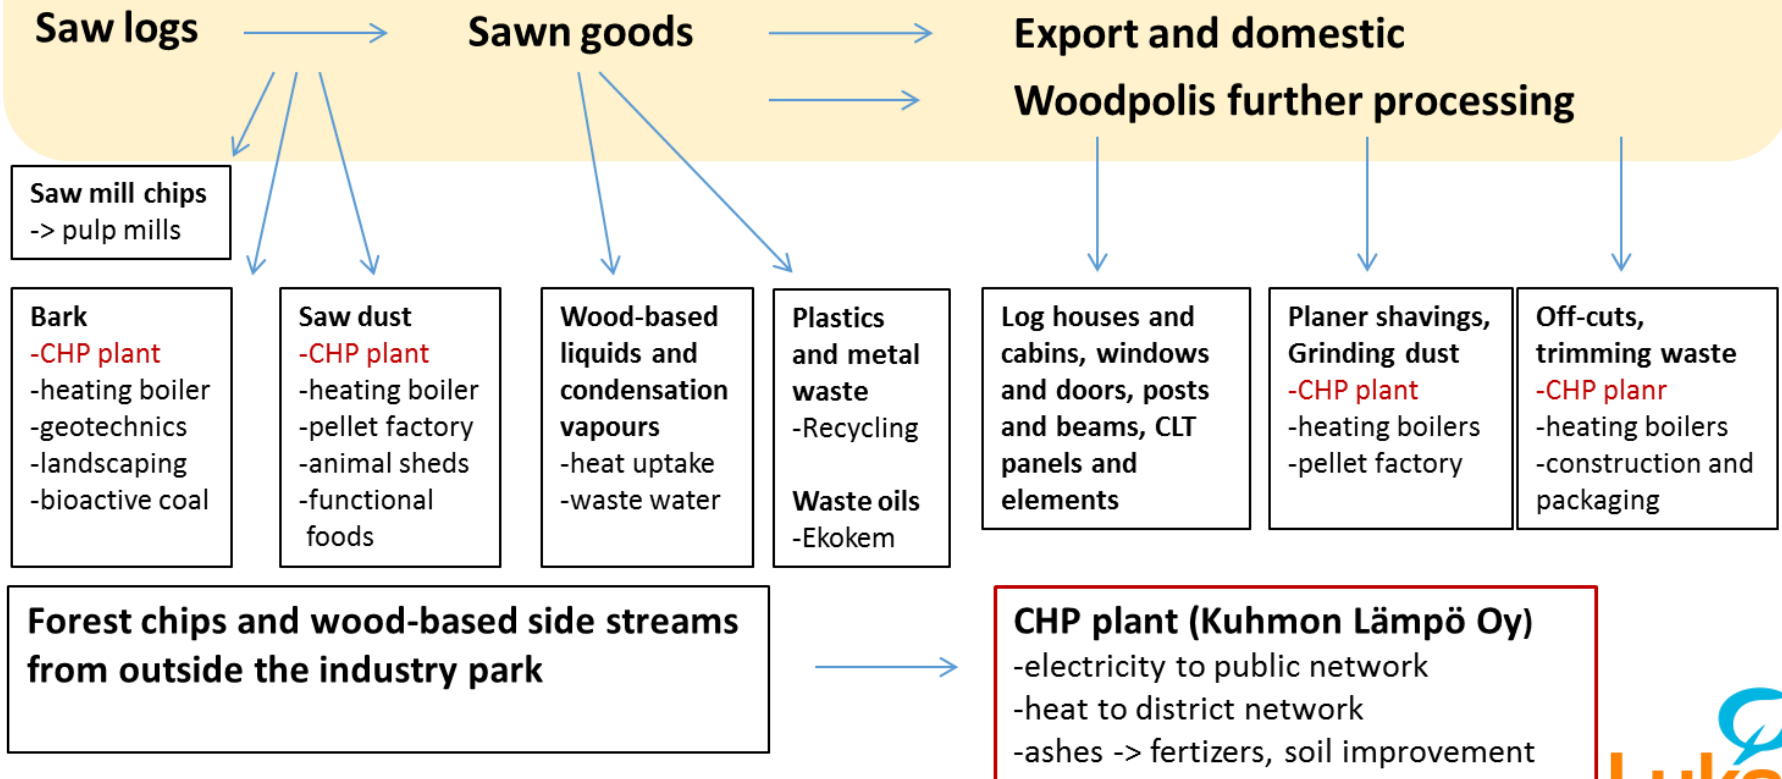 Saw logs
Sawn goods
Export and domestic
Woodpolis further processing
Saw mill chips
-> pulp mills
Bark
-CHP plant
-heating boiler
-geotechnics
-landscaping
-bioactive coal
Saw dust
-CHP plant
-heating boiler
-pellet factory
-animal sheds
-functional
foods
Wood-based
liquids and
condensation
vapours
-heat uptake
-waste water
Plastics
and metal
waste
-Recycling
Waste oils
-Ekokem
Log houses and
cabins, windows
and doors, posts
and beams, CLT
panels and
elements
Planer shavings,
Grinding dust
-CHP plant
-heating boilers
-pellet factory
Off-cuts,
trimming waste
-CHP planr
-heating boilers
-construction and
packaging
Forest chips and wood-based side streams
from outside the industry park
CHP plant (Kuhmon Lämpö Oy)
-electricity to public network
-heat to district network
-ashes -> fertizers, soil improvement